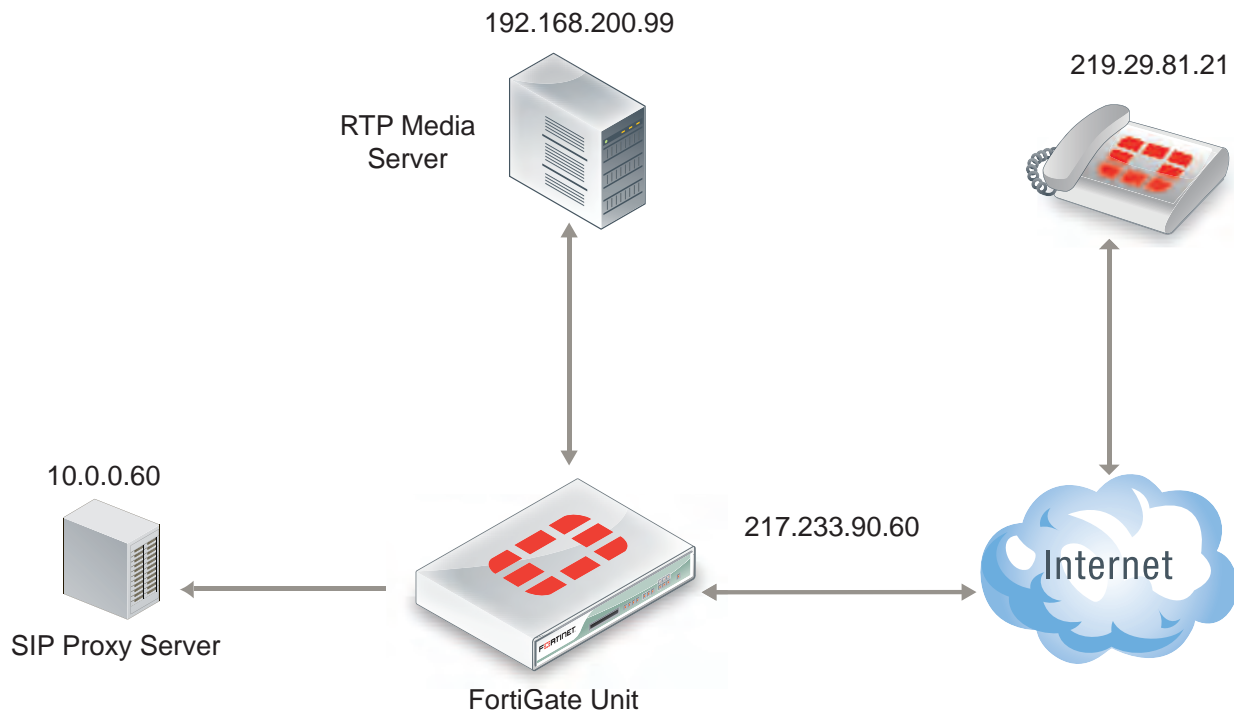 192.168.200.99
219.29.81.21
RTP Media
Server
10.0.0.60
217.233.90.60
Internet
SIP Proxy Server
FORTINET
FortiGate Unit